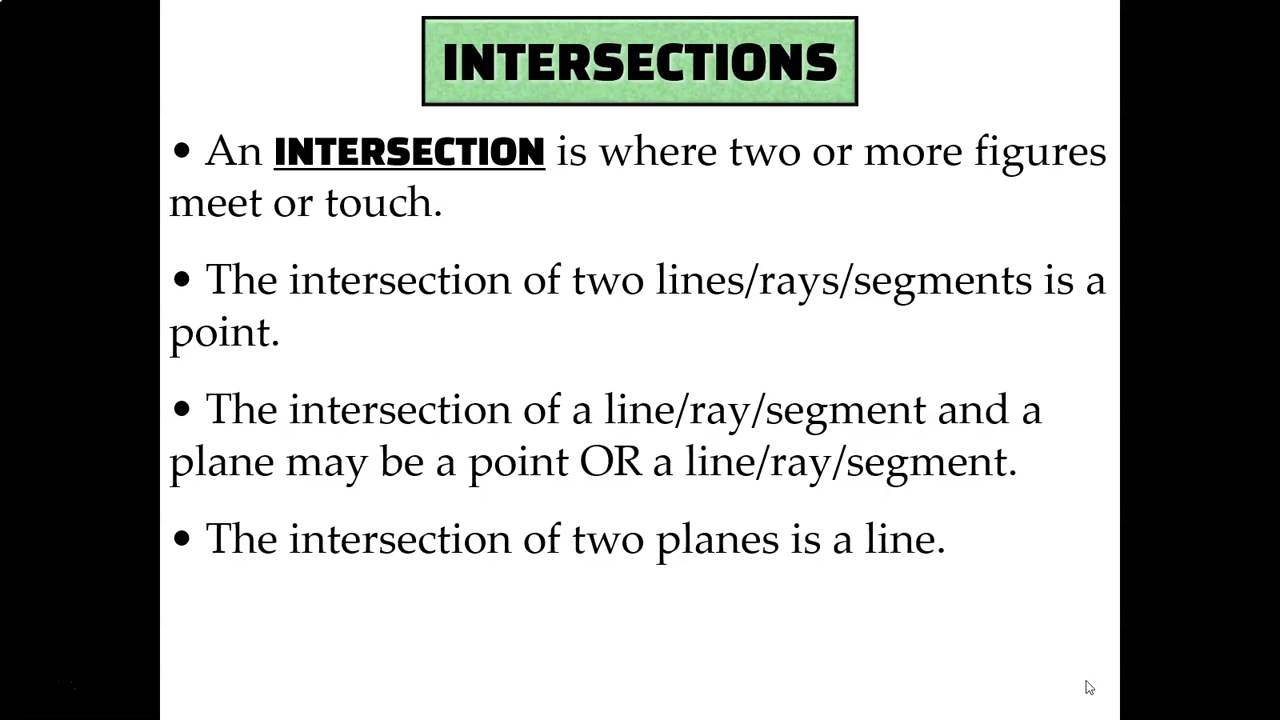 INTERSECTIONS
• An INTERSECTION is where two or more figures
meet or touch.
• The intersection of two lines/rays/segments is a
point.
• The intersection of a line/ray/segment and a
plane may be a point OR a line/ray/segment.
• The intersection of two planes is a line.